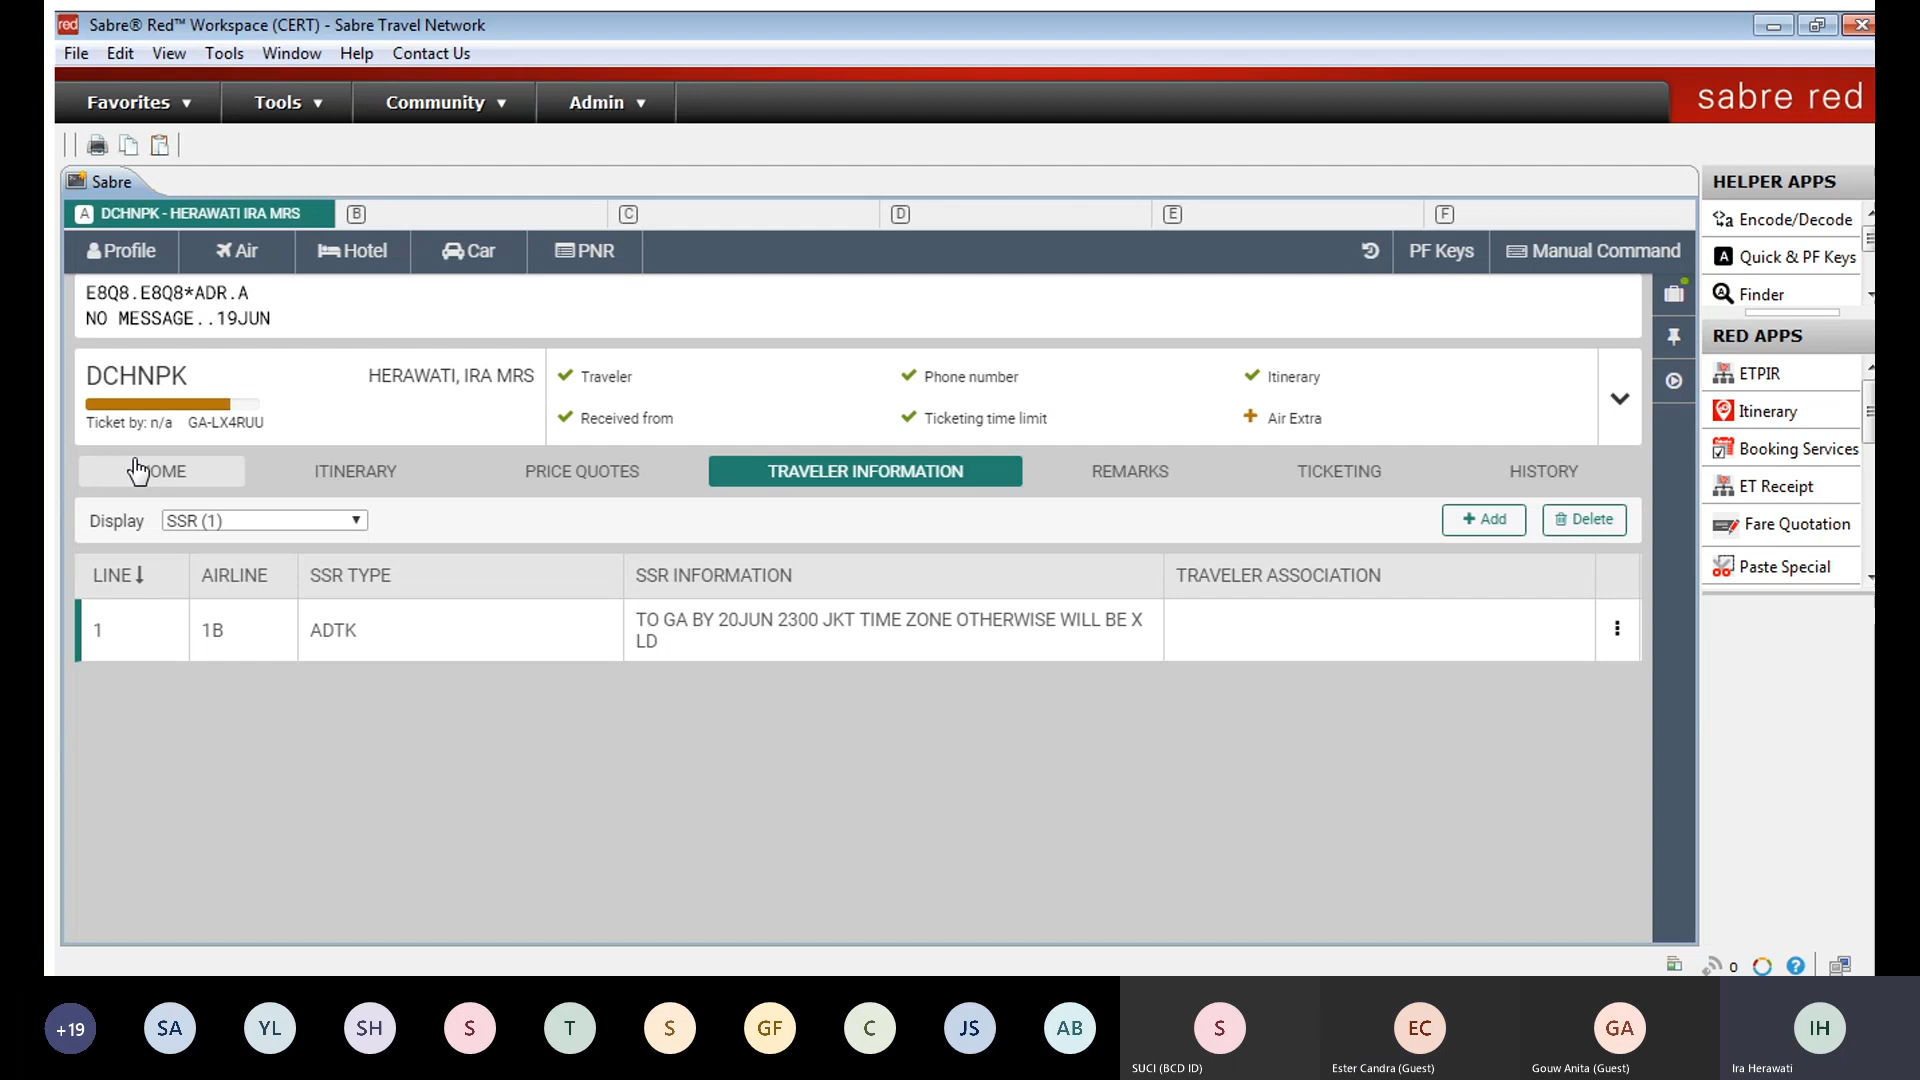 Sabre® Red™ Workspace (CERT) - Sabre Travel Network
File Edit View Tools Window Help Contact Us
Favorites ▼ Tools ▼ Community ▼ Admin ▼
sabre red
Sabre
A DCHNPK - HERAWATI IRA MRS B C D E F
Profile Air Hotel Car PNR PF Keys Manual Command
E8Q8.E8Q8*ADR.A
NO MESSAGE..19JUN
DCHNPK HERAWATI, IRA MRS
Ticket by: n/a GA-LX4RUU
Traveler Phone number Itinerary
Received from Ticketing time limit Air Extra
OME ITINERARY PRICE QUOTES TRAVELER INFORMATION REMARKS TICKETING HISTORY
Display SSR (1) + Add Delete
LINE AIRLINE SSR TYPE SSR INFORMATION TRAVELER ASSOCIATION
1 1B ADTK TO GA BY 20JUN 2300 JKT TIME ZONE OTHERWISE WILL BE X
LD
HELPER APPS
Encode/Decode
A Quick & PF Keys
Finder
RED APPS
ETPIR
Itinerary
Booking Services
ET Receipt
Fare Quotation
Paste Special
0
+19 SA YL SH S T S GF C JS AB S EC GA IH
SUCI (BCD ID) Ester Candra (Guest) Gouw Anita (Guest) Ira Herawati